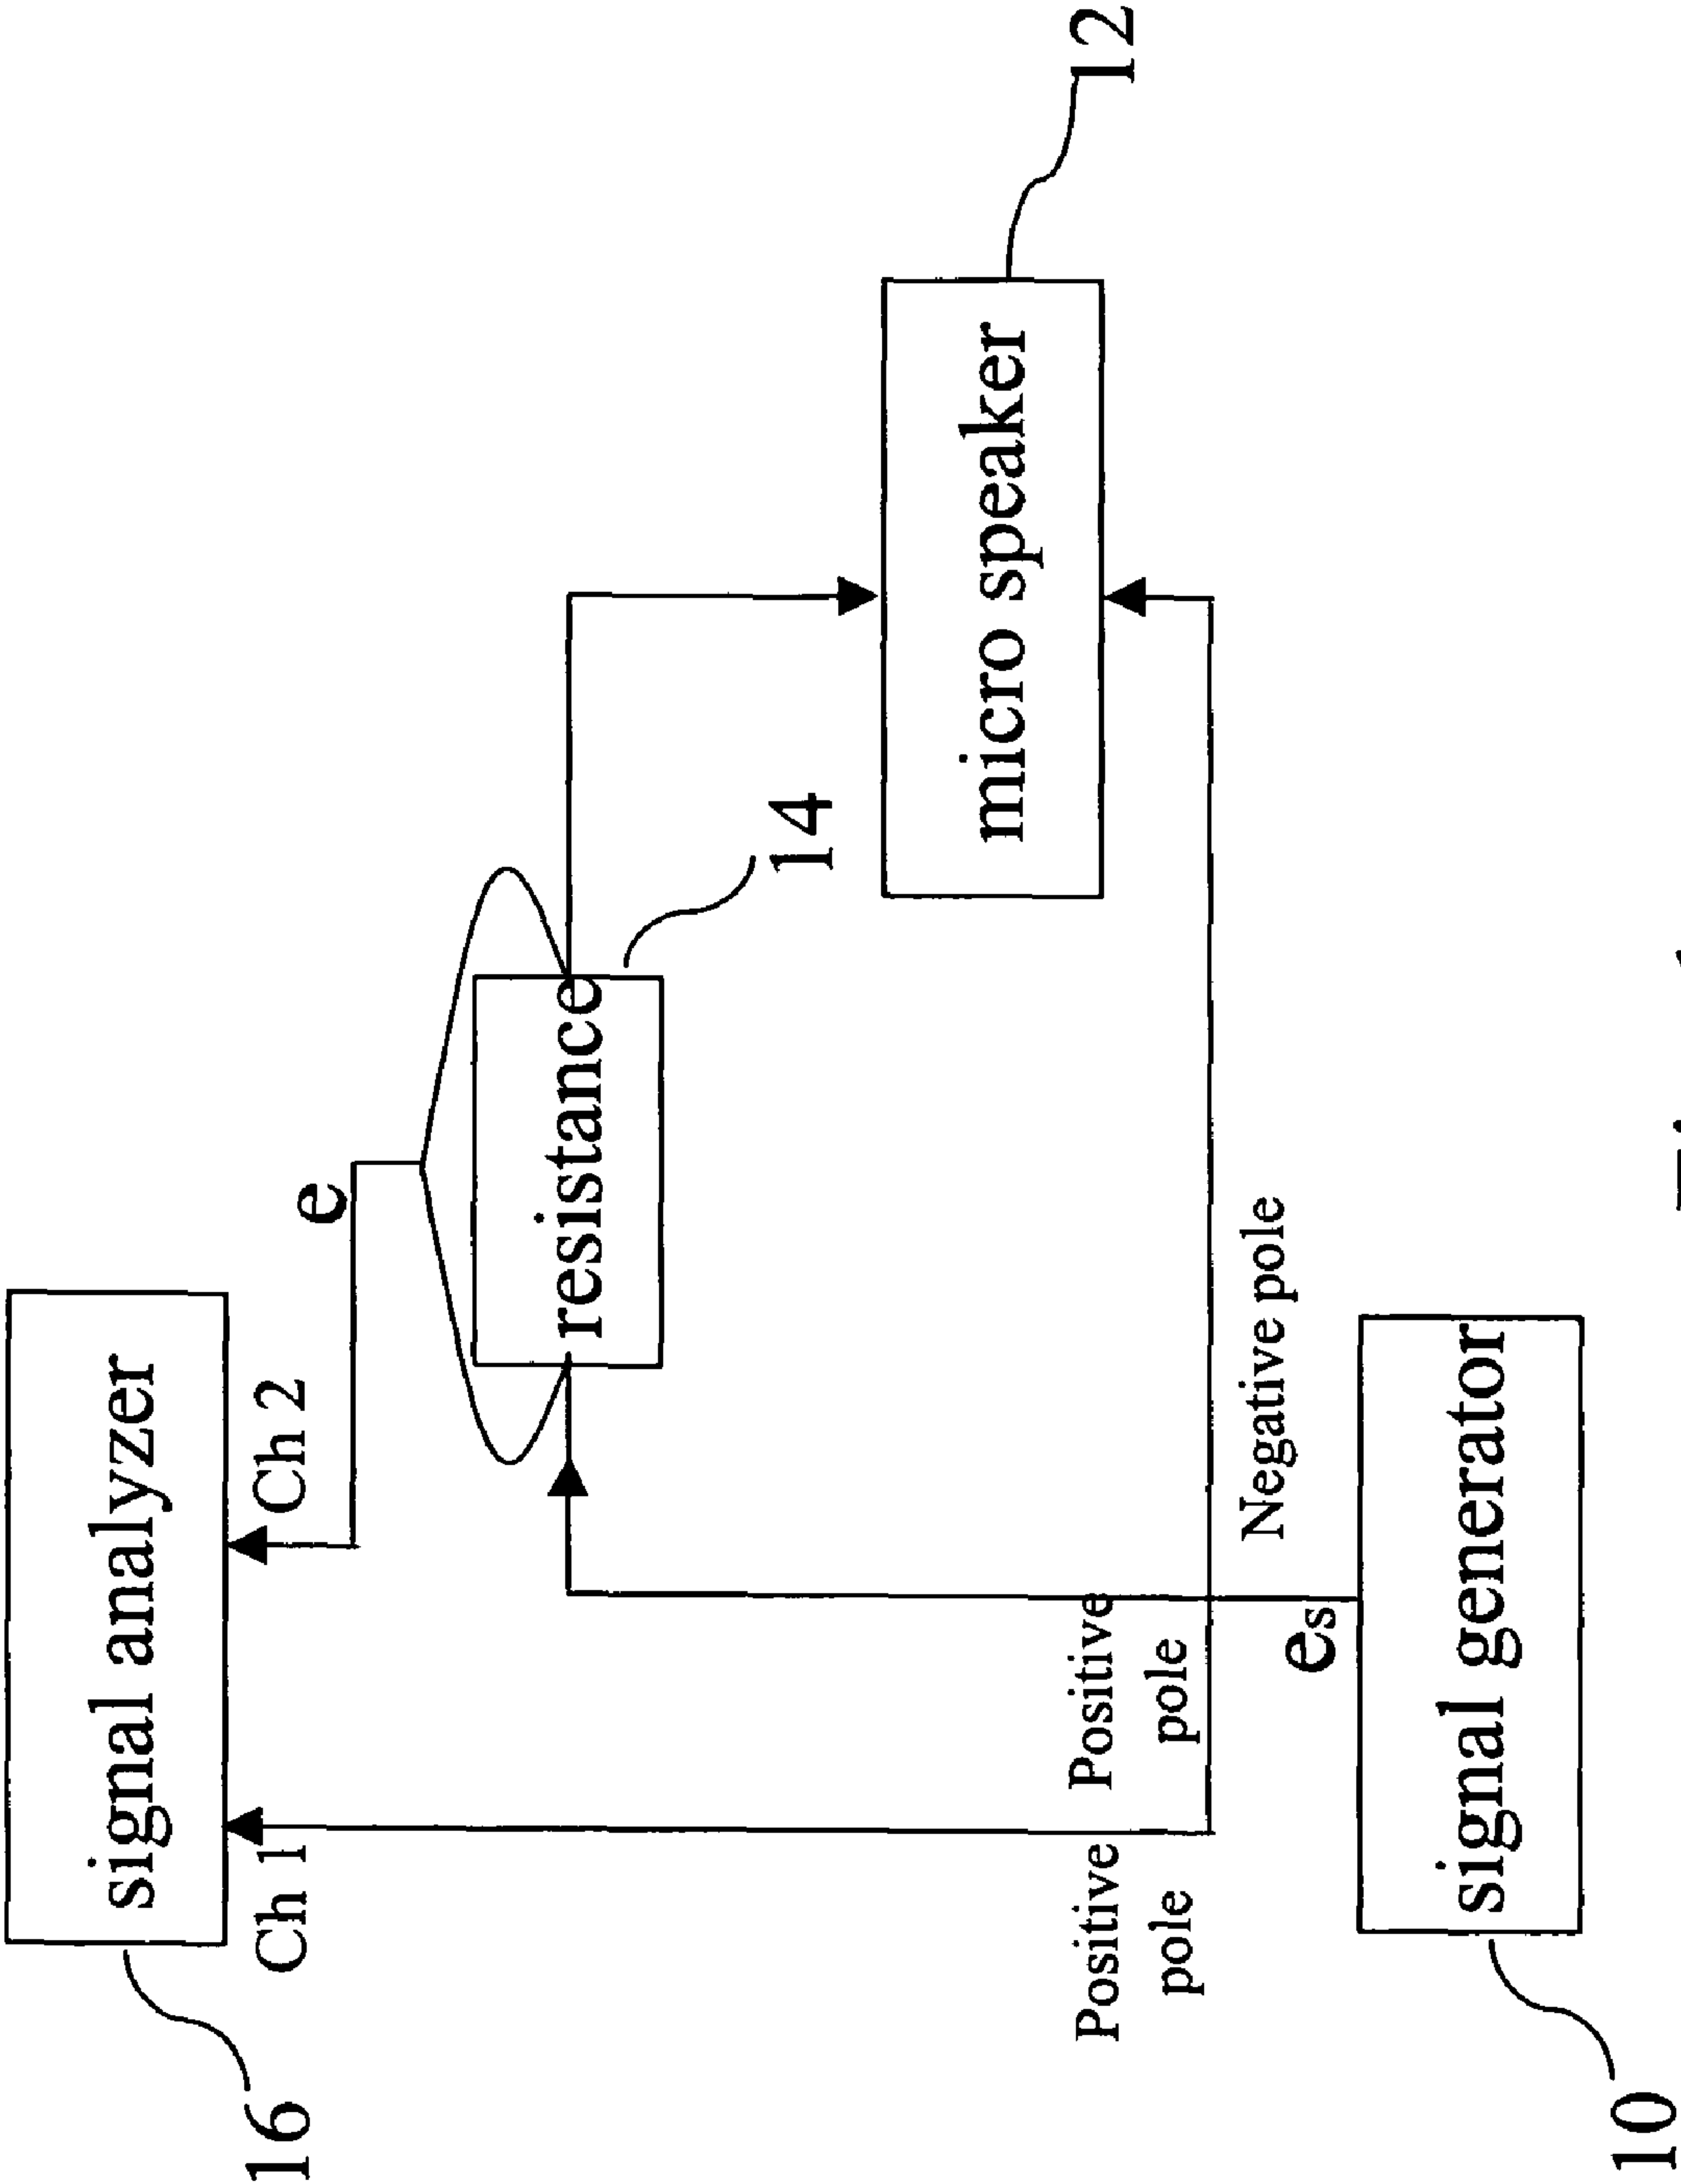 16
signal analyzer
Ch 1
Ch 2
e
resistance
14
micro speaker
12
Positive
pole
Positive
pole
Negative pole
es
signal generator
10